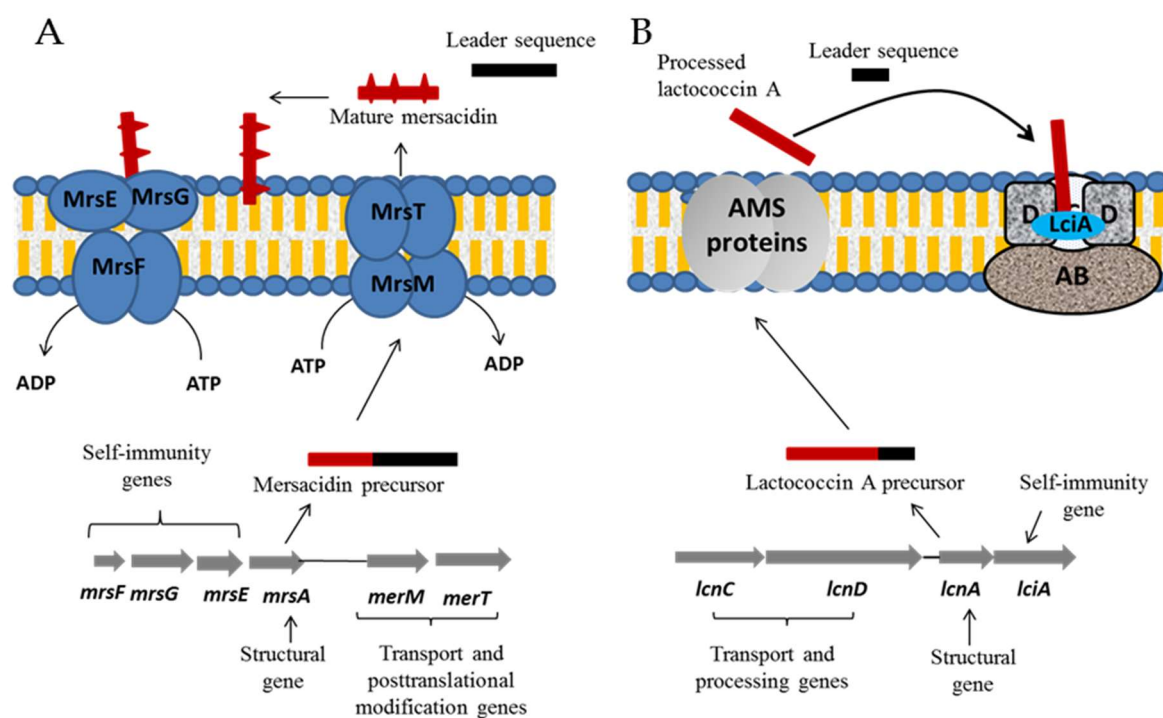 A
Leader sequence
Mature mersacidin
MrsE
MrsG
MrsT
MrsF
MrsM
ADP
ATP
ATP
ADP
Self-immunity
genes
Mersacidin precursor
mrsF
mrsG
mrsE
mrsA
merM
merT
Structural
gene
Transport and
posttranslational
modification genes
B
Processed
lactococcin A
Leader sequence
AMS
proteins
D
C
D
LciA
AB
Lactococcin A precursor
Self-immunity
gene
lcnC
lcnD
lcnA
lciA
Transport and
processing genes
Structural
gene